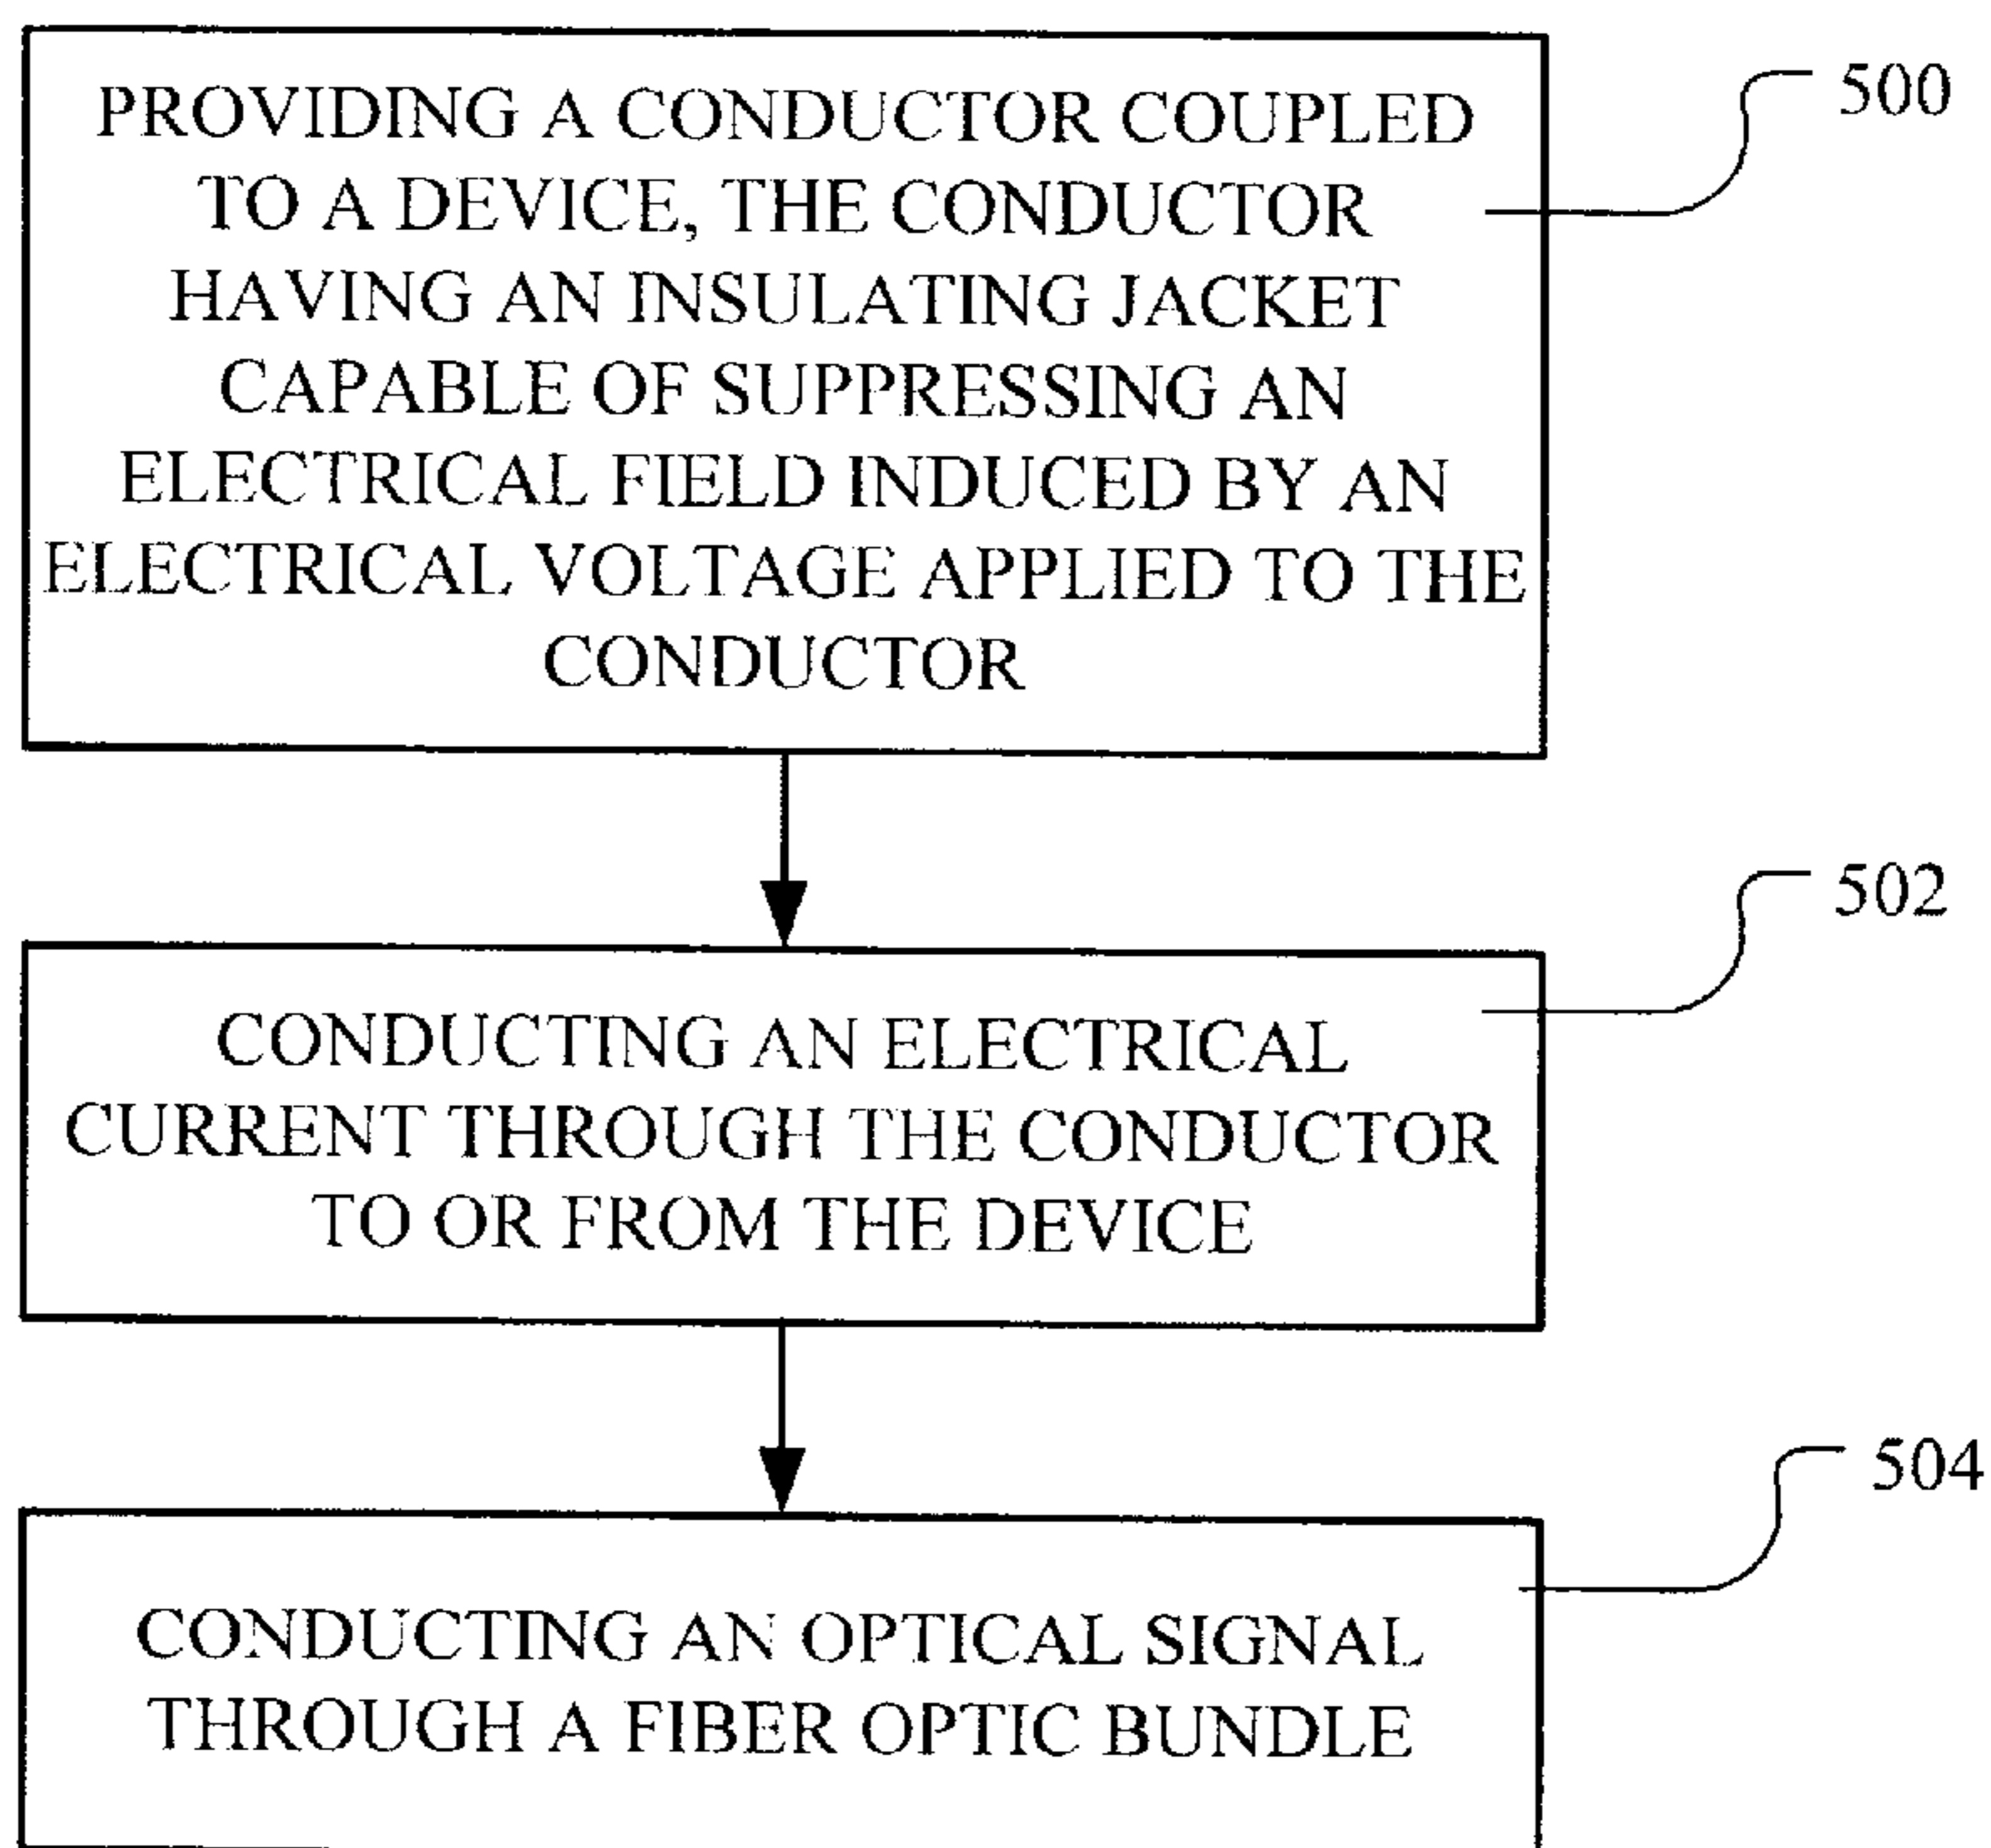 PROVIDING A CONDUCTOR COUPLED
TO A DEVICE, THE CONDUCTOR
HAVING AN INSULATING JACKET
CAPABLE OF SUPPRESSING AN
ELECTRICAL FIELD INDUCED BY AN
ELECTRICAL VOLTAGE APPLIED TO THE
CONDUCTOR
500
CONDUCTING AN ELECTRICAL
CURRENT THROUGH THE CONDUCTOR
TO OR FROM THE DEVICE
502
CONDUCTING AN OPTICAL SIGNAL
THROUGH A FIBER OPTIC BUNDLE
504